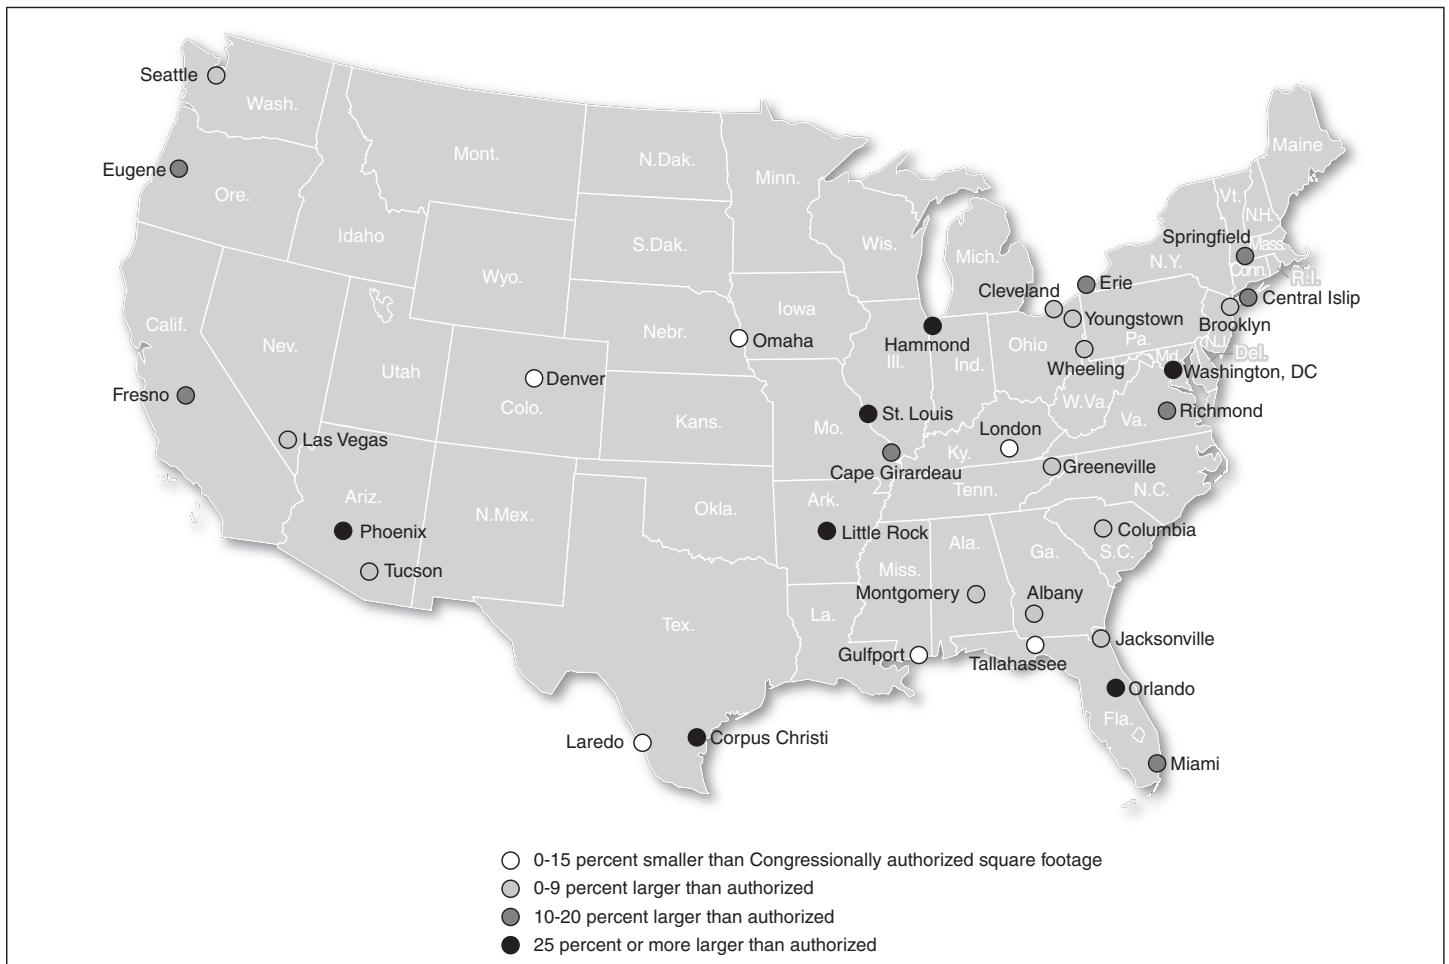 Seattle
Wash.
Maine
Mont.
N.Dak.
Minn.
Eugene
Ore.
Vt.
N.H.
Idaho
S.Dak.
Wis.
Mich.
Springfield
Mass.
N.Y.
Conn.
R.I.
Wyo.
Cleveland
Erie
Central Islip
Iowa
Youngstown
Brooklyn
Calif.
Nev.
Nebr.
Omaha
Hammond
Ohio
Pa.
N.J.
Del.
Md.
Ill.
Ind.
Wheeling
Washington, DC
Utah
Denver
Fresno
Colo.
St. Louis
W.Va.
Richmond
Kans.
Mo.
London
Va.
Las Vegas
Ky.
Cape Girardeau
Greeneville
Ariz.
Tenn.
N.C.
N.Mex.
Okla.
Ark.
Phoenix
Little Rock
Columbia
Ala.
Ga.
S.C.
Tucson
Miss.
Montgomery
Albany
La.
Tex.
Jacksonville
Gulfport
Tallahassee
Orlando
Fla.
Laredo
Corpus Christi
Miami
0-15 percent smaller than Congressionally authorized square footage
0-9 percent larger than authorized
10-20 percent larger than authorized
25 percent or more larger than authorized